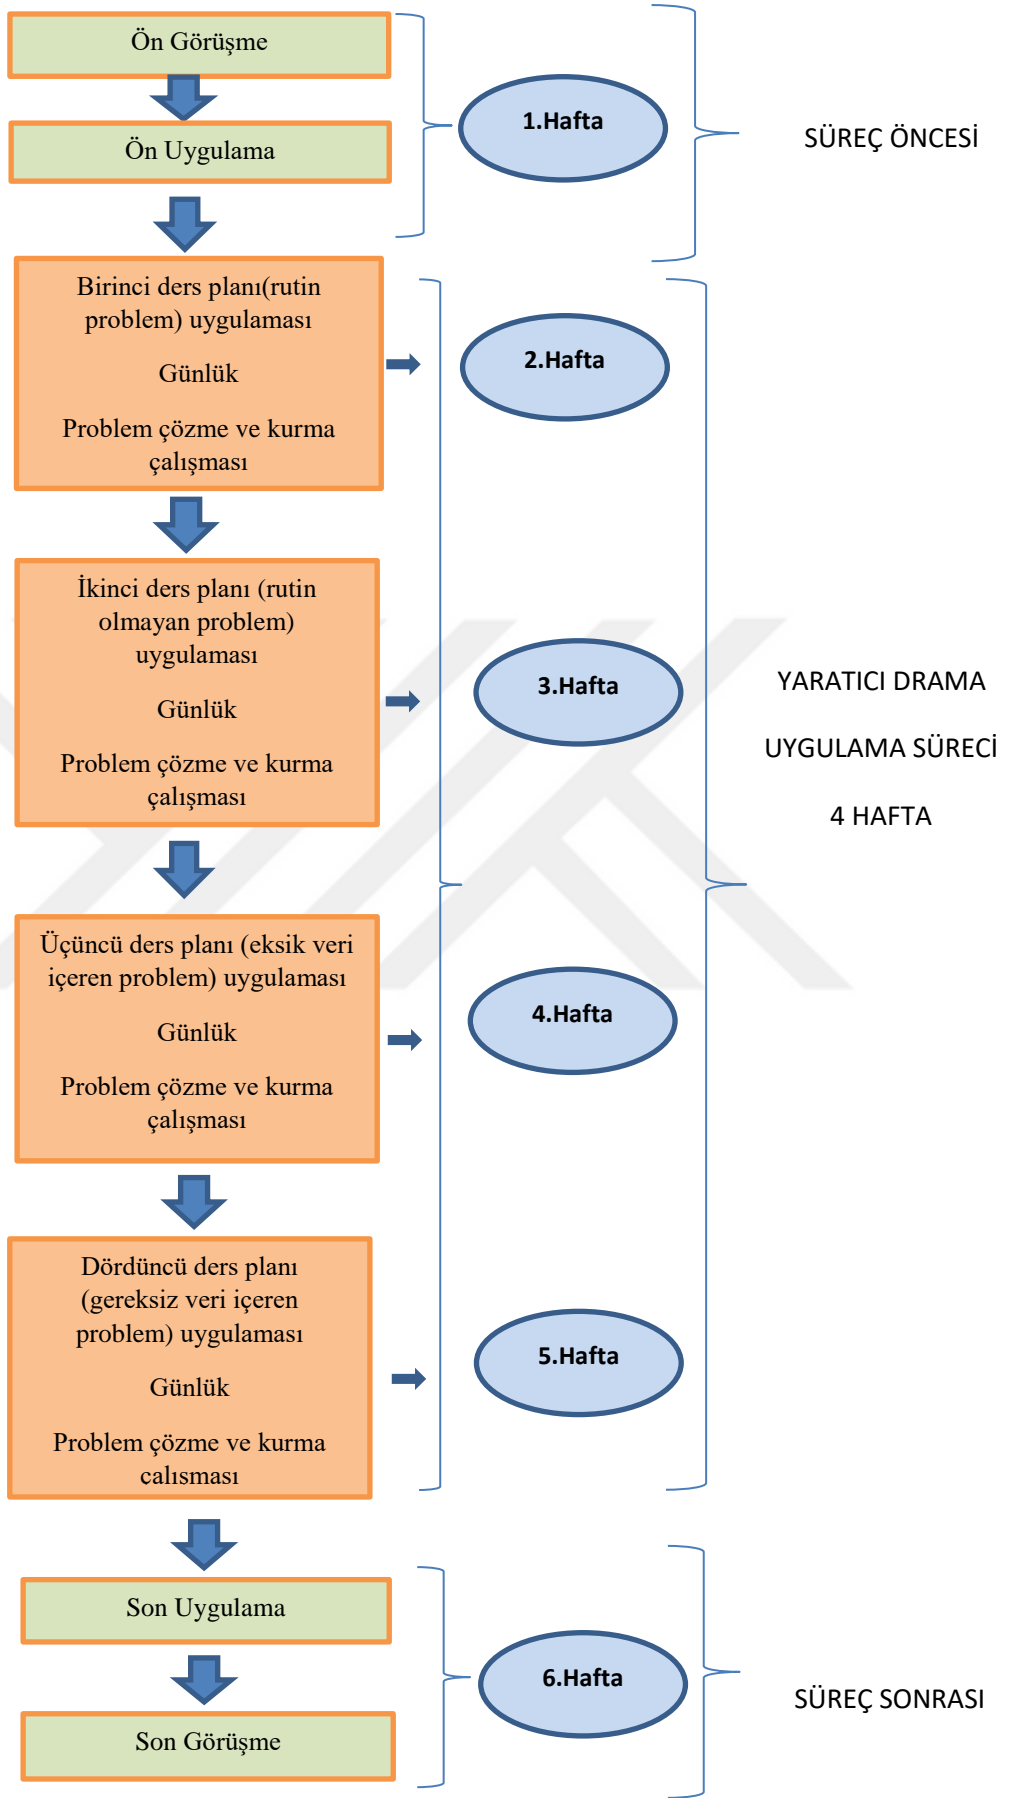 Ön Görüşme
1.Hafta
SÜREÇ ÖNCESİ
Ön Uygulama
Birinci ders planı(rutin
problem) uygulaması
Günlük
Problem çözme ve kurma
çalışması
2.Hafta
İkinci ders planı (rutin
olmayan problem)
uygulaması
Günlük
Problem çözme ve kurma
çalışması
3.Hafta
YARATICI DRAMA
UYGULAMA SÜRECİ
4 HAFTA
Üçüncü ders planı (eksik veri
içeren problem) uygulaması
Günlük
Problem çözme ve kurma
çalışması
4.Hafta
Dördüncü ders planı
(gereksiz veri içeren
problem) uygulaması
Günlük
Problem çözme ve kurma
calısması
5.Hafta
Son Uygulama
6.Hafta
SÜREÇ SONRASI
Son Görüşme